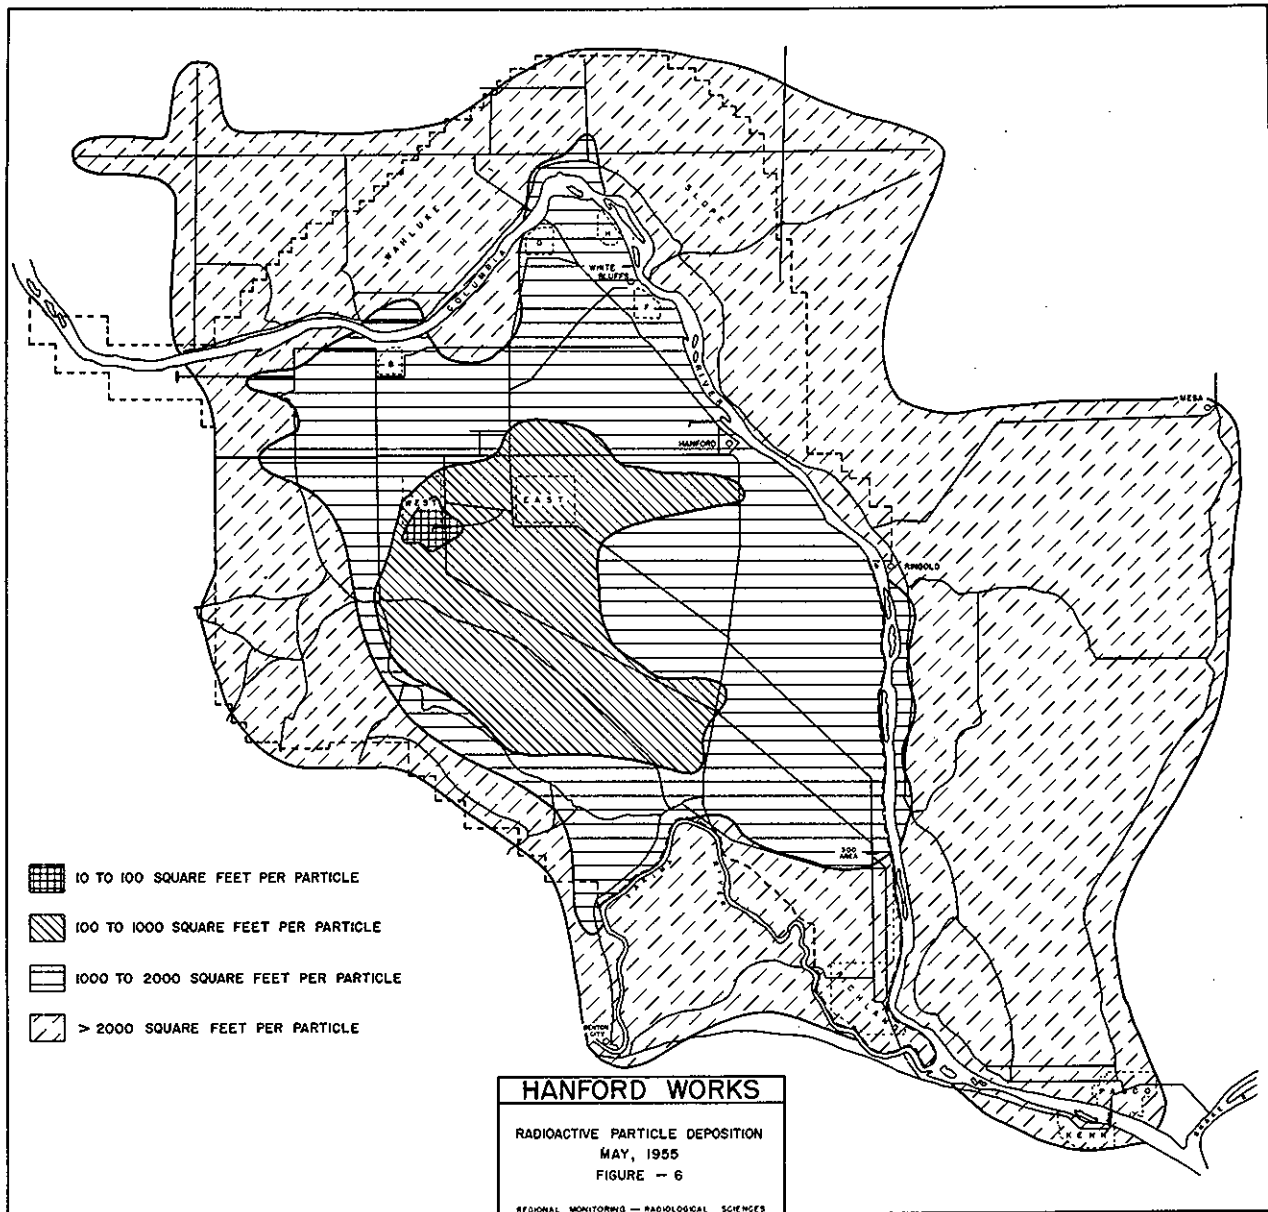 WAHLUKE
SLOPE
COLUMBIA
D
H
WHITE
BLUFFS
F
B
RIVER
MESA
HANFORD
WEST
EAST
RINGOLD
300
AREA
10 TO 100 SQUARE FEET PER PARTICLE
100 TO 1000 SQUARE FEET PER PARTICLE
1000 TO 2000 SQUARE FEET PER PARTICLE
> 2000 SQUARE FEET PER PARTICLE
RICHLAND
BENTON
CITY
PASCO
KENN
SNAKE R
HANFORD WORKS
RADIOACTIVE PARTICLE DEPOSITION
MAY, 1955
FIGURE - 6
REGIONAL MONITORING — RADIOLOGICAL SCIENCES